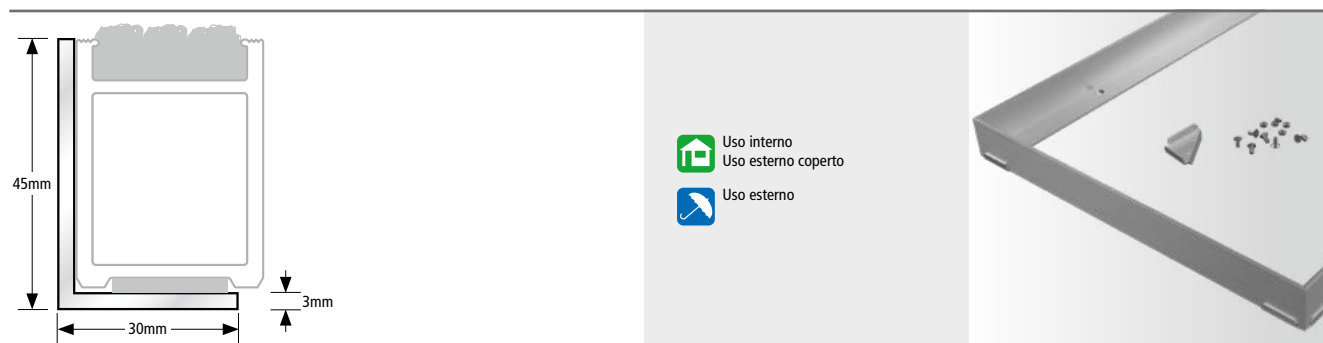 45mm
3mm
30mm
Uso interno
Uso esterno coperto
Uso esterno